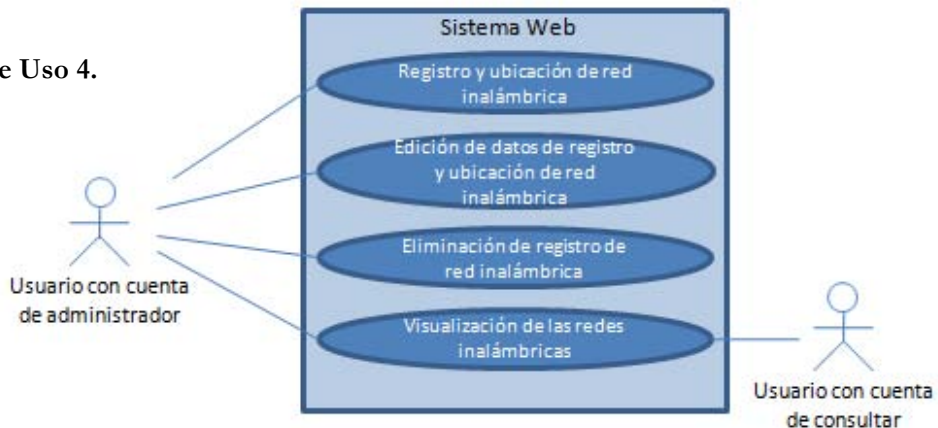 Sistema Web
e Uso 4.
Registro y ubicación de red
inalámbrica
Edición de datos de registro
y ubicación de red
inalámbrica
Eliminación de registro de
red inalámbrica
Visualización de las redes
inalámbricas
Usuario con cuenta
de administrador
Usuario con cuenta
de consultar